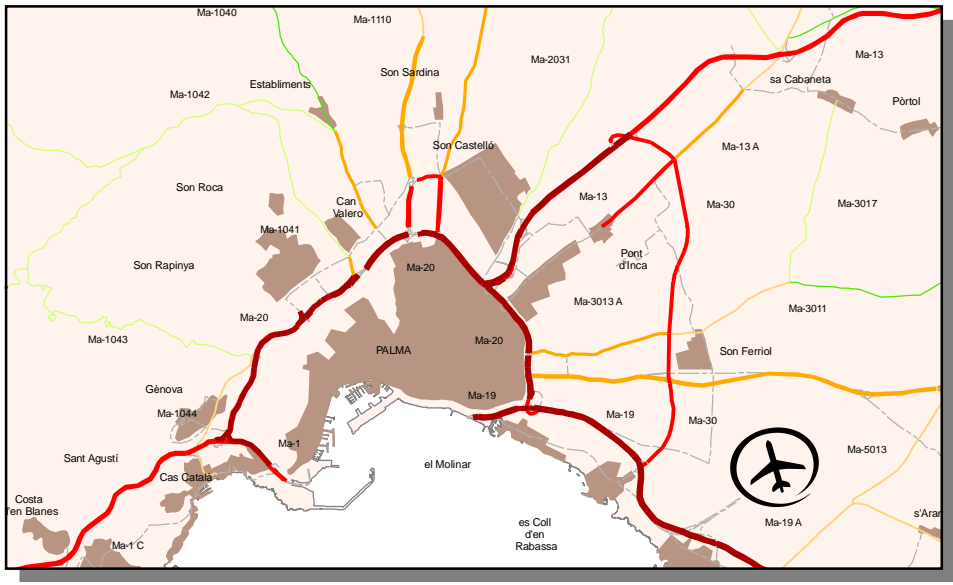 Ma-1040
Ma-1110
Ma-2031
Ma-13
Son Sardina
sa Cabaneta
Establiments
Ma-1042
Pòrtol
Son Castelló
Ma-13 A
Son Roca
Ma-13
Can
Valero
Ma-30
Ma-3017
Ma-1041
Pont
d'Inca
Son Rapinya
Ma-20
Ma-3013 A
Ma-3011
Ma-20
Ma-1043
Ma-20
PALMA
Son Ferriol
Gènova
Ma-19
Ma-1044
Ma-19
Ma-30
Ma-1
Ma-5013
Sant Agustí
el Molinar
Cas Català
Costa
'en Blanes
s'Arar
es Coll
d'en
Rabassa
Ma-19 A
Ma-1 C